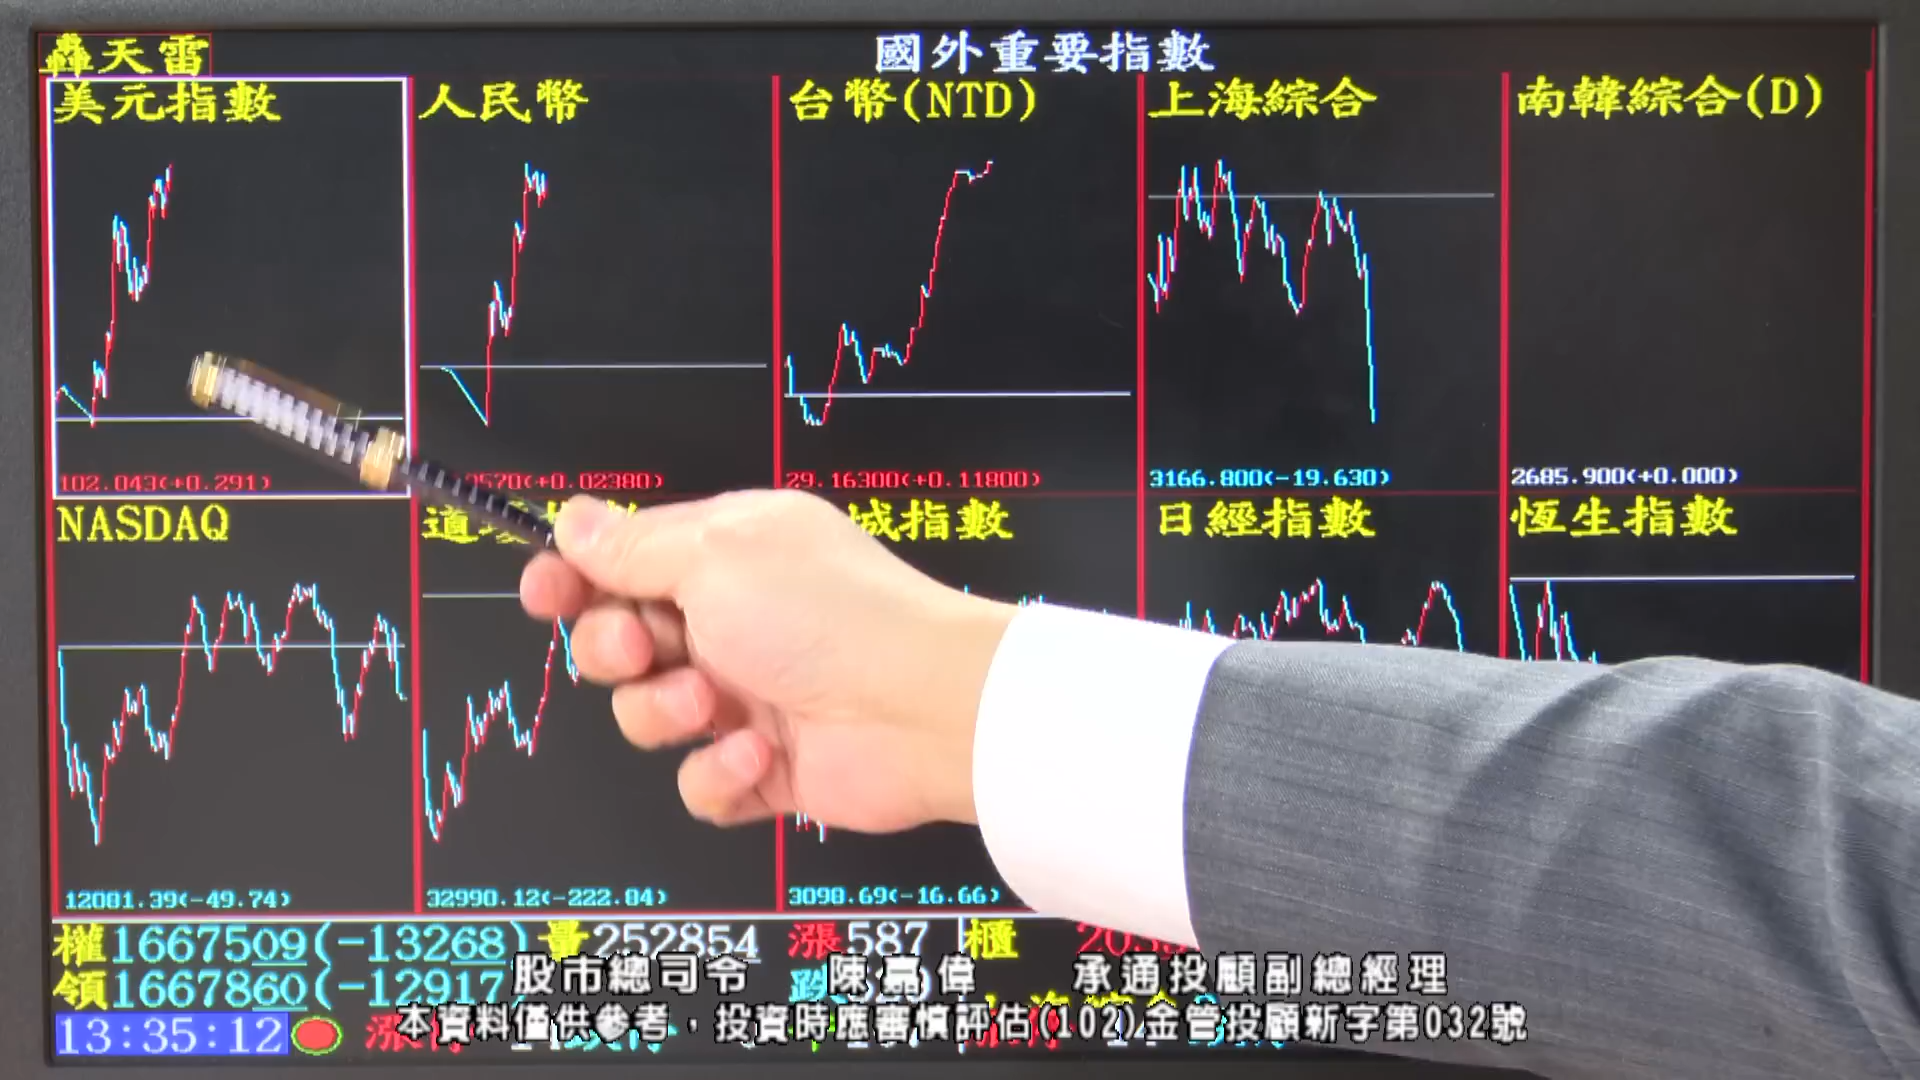 轟天雷
國外重要指數
美元指數
人民幣
台幣(NTD)
上海綜合
南韓綜合(D)
102.043(+0.291)
570(+0.02380)
29.16300(+0.11800)
3166.800(-19.630)
2685.900(+0.000)
NASDAQ
道
城指數
日經指數
恆生指數
12081.39(-49.74)
32990.12(-222.84)
3098.69(-16.66)
權1667509(-13268)
量252854
漲587
櫃
領1667860(-12917)
跌
股市總司令 陳亮偉 承通投顧副總經理
本資料僅供參考，投資時應審慎評估(102)金管投顧新字第032號
13:35:12